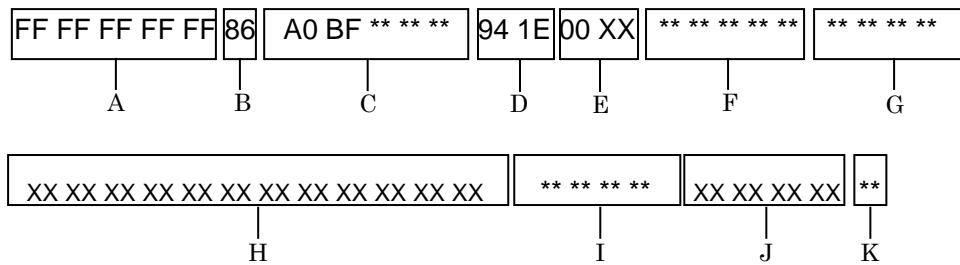 FF FF FF FF FF 86 A0 BF ** ** ** 94 1E 00 XX ** ** ** ** ** ** ** ** **
A B C D E F G
XX XX XX XX XX XX XX XX XX XX XX XX ** ** ** ** XX XX XX XX **
H I J K